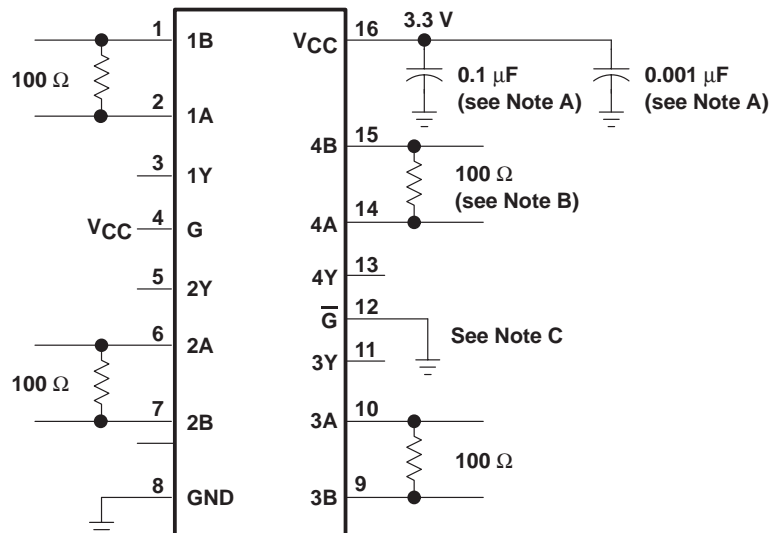 1 1B
100 Ω
2 1A
3 1Y
VCC 4 G
5 2Y
6 2A
100 Ω
7 2B
8 GND
VCC 16 3.3 V
0.1 μF
(see Note A)
0.001 μF
(see Note A)
4B 15
100 Ω
(see Note B)
4A 14
4Y 13
G̅ 12
See Note C
3Y 11
3A 10
100 Ω
3B 9